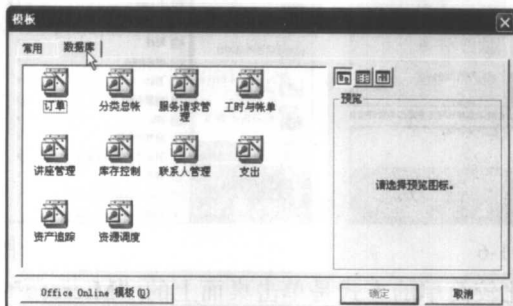 模板
常用 数据库
订单 分类总帐 服务请求管理 工时与帐单
讲座管理 库存控制 联系人管理 支出
资产追踪 资源调度
预览
请选择预览图标。
Office Online 模板(O) 确定 取消